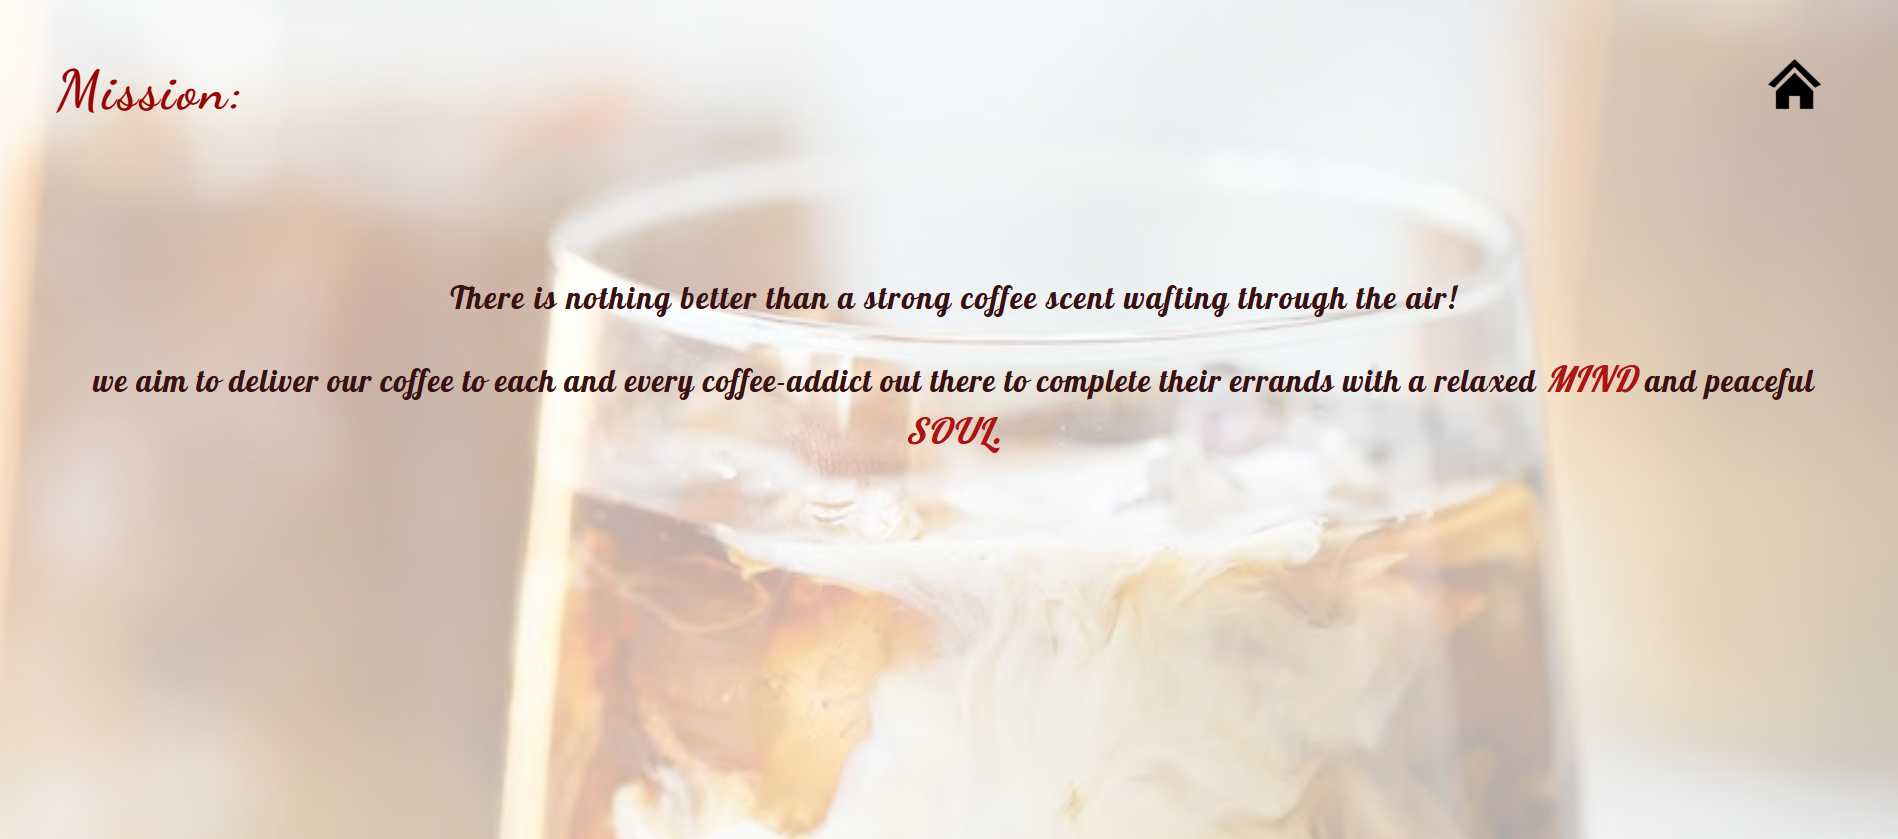 Mission:
There is nothing better than a strong coffee scent wafting through the air!
we aim to deliver our coffee to each and every coffee-addict out there to complete their errands with a relaxed MIND and peaceful
SOUL.